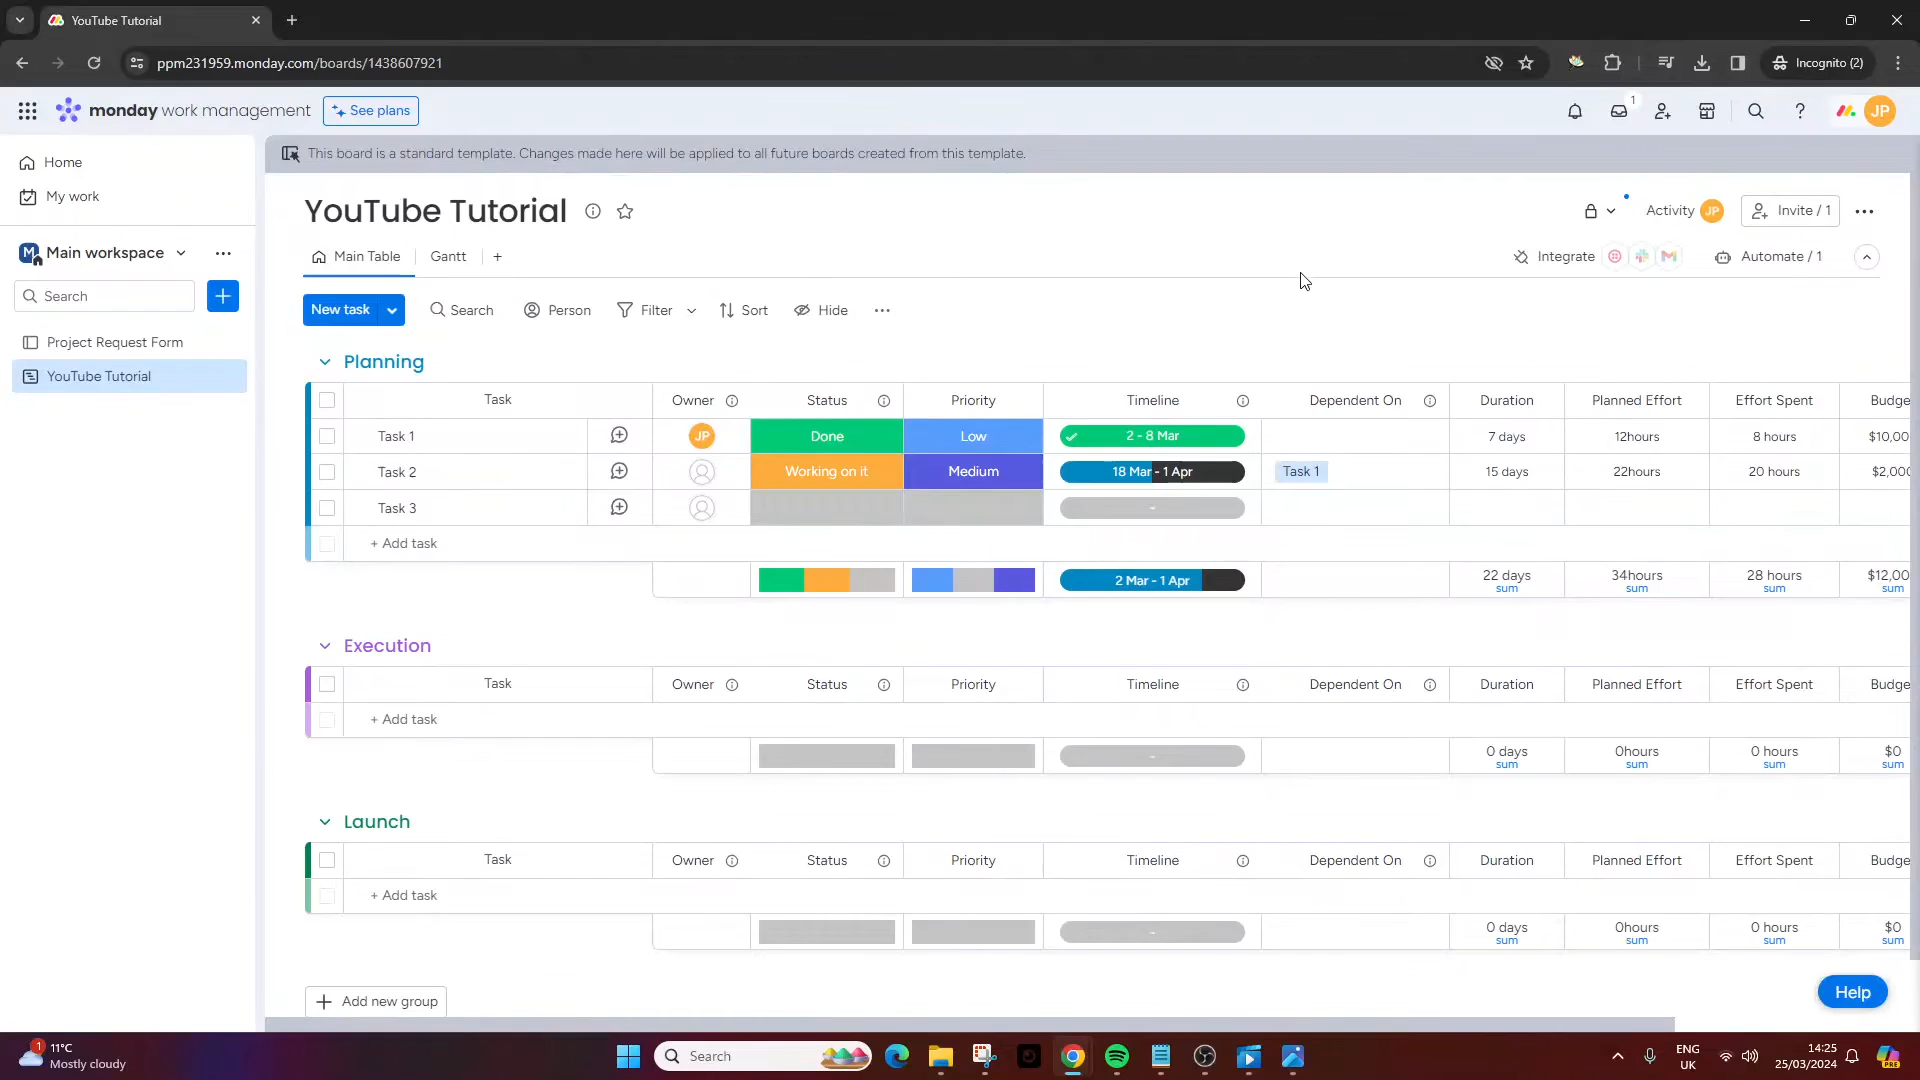 YouTube Tutorial
ppm231959.monday.com/boards/1438607921
Incognito (2)
monday work management
See plans
1
JP
Home
My work
M
Main workspace
Search
Project Request Form
YouTube Tutorial
This board is a standard template. Changes made here will be applied to all future boards created from this template.
YouTube Tutorial
Activity
JP
Invite / 1
Main Table
Gantt
Integrate
Automate / 1
New task
Search
Person
Filter
Sort
Hide
Planning
Task Owner Status Priority Timeline Dependent On Duration Planned Effort Effort Spent Budge
Task 1 JP Done Low 2 - 8 Mar 7 days 12hours 8 hours $10,00
Task 2 Working on it Medium 18 Mar - 1 Apr Task 1 15 days 22hours 20 hours $2,000
Task 3 -
+ Add task
2 Mar - 1 Apr 22 days 34hours 28 hours $12,00
sum sum sum sum
Execution
Task Owner Status Priority Timeline Dependent On Duration Planned Effort Effort Spent Budge
+ Add task
- 0 days 0hours 0 hours $0
sum sum sum sum
Launch
Task Owner Status Priority Timeline Dependent On Duration Planned Effort Effort Spent Budge
+ Add task
- 0 days 0hours 0 hours $0
sum sum sum sum
+ Add new group
Help
1
11°C
Mostly cloudy
Search
ENG
UK
14:25
25/03/2024
PRE